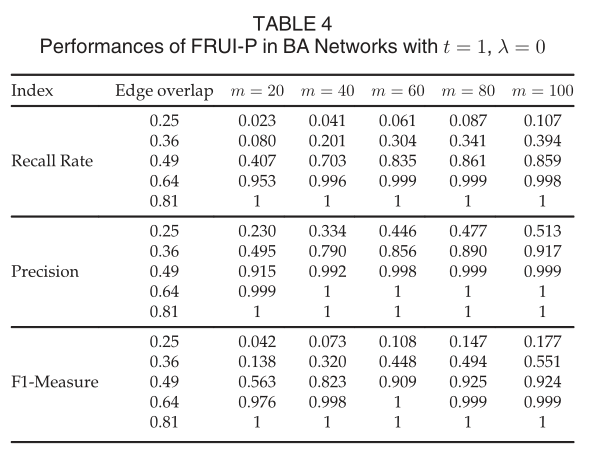 TABLE 4
Performances of FRUI-P in BA Networks with t = 1, λ = 0
Index Edge overlap m = 20 m = 40 m = 60 m = 80 m = 100
0.25 0.023 0.041 0.061 0.087 0.107
0.36 0.080 0.201 0.304 0.341 0.394
Recall Rate 0.49 0.407 0.703 0.835 0.861 0.859
0.64 0.953 0.996 0.999 0.999 0.998
0.81 1 1 1 1 1
0.25 0.230 0.334 0.446 0.477 0.513
0.36 0.495 0.790 0.856 0.890 0.917
Precision 0.49 0.915 0.992 0.998 0.999 0.999
0.64 0.999 1 1 1 1
0.81 1 1 1 1 1
0.25 0.042 0.073 0.108 0.147 0.177
0.36 0.138 0.320 0.448 0.494 0.551
F1-Measure 0.49 0.563 0.823 0.909 0.925 0.924
0.64 0.976 0.998 1 0.999 0.999
0.81 1 1 1 1 1